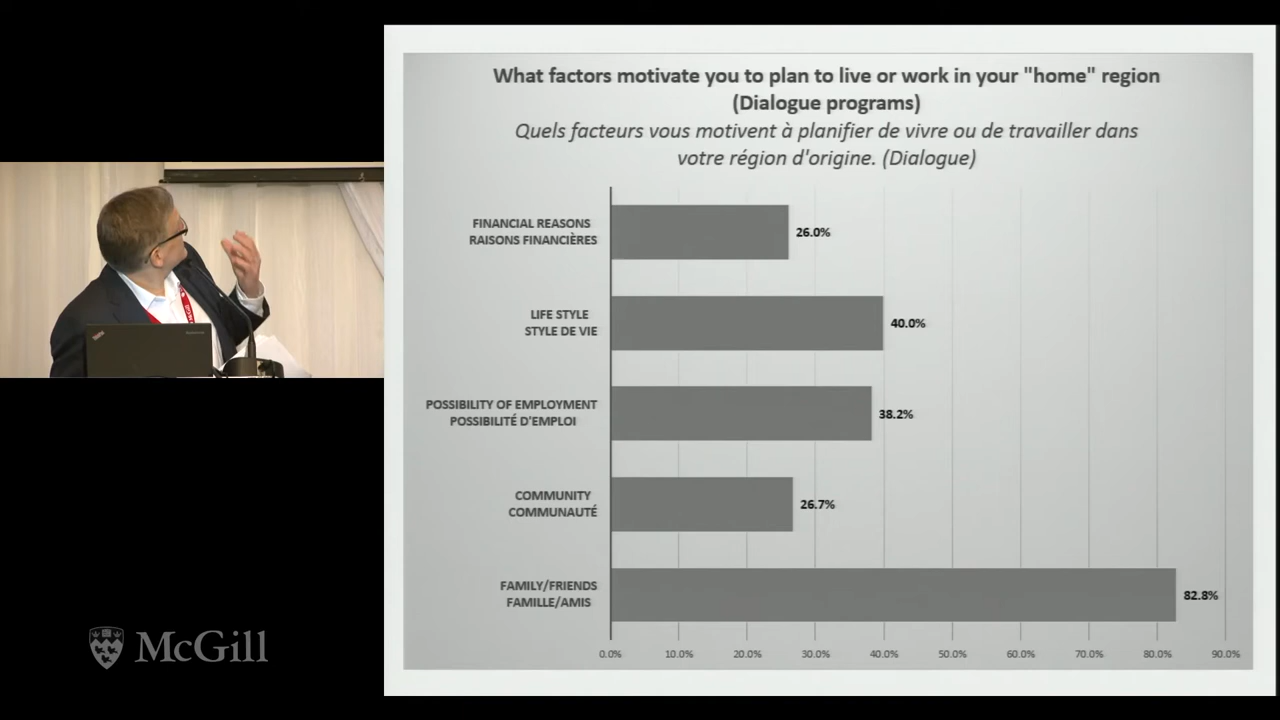 What factors motivate you to plan to live or work in your "home" region
(Dialogue programs)
Quels facteurs vous motivent à planifier de vivre ou de travailler dans
votre région d'origine. (Dialogue)
FINANCIAL REASONS
RAISONS FINANCIÈRES
26.0%
LIFE STYLE
STYLE DE VIE
40.0%
POSSIBILITY OF EMPLOYMENT
POSSIBILITÉ D'EMPLOI
38.2%
COMMUNITY
COMMUNAUTÉ
26.7%
FAMILY/FRIENDS
FAMILLE/AMIS
82.8%
0.0% 10.0% 20.0% 30.0% 40.0% 50.0% 60.0% 70.0% 80.0% 90.0%
McGill